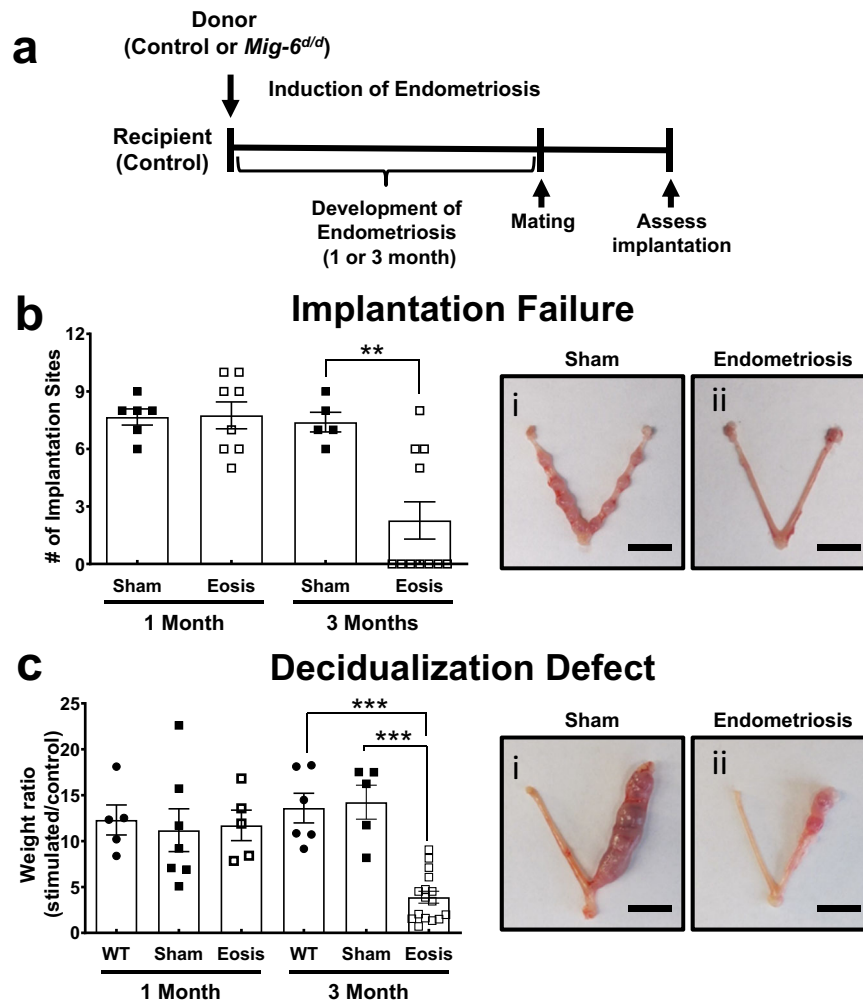 a
Donor
(Control or Mig-6d/d)
Induction of Endometriosis
Recipient
(Control)
Development of
Endometriosis
(1 or 3 month)
Mating
Assess
implantation
b
Implantation Failure
# of Implantation Sites
12
9
6
3
0
**
Sham
Eosis
Sham
Eosis
1 Month
3 Months
Sham
Endometriosis
i
ii
c
Decidualization Defect
Weight ratio
(stimulated/control)
25
20
15
10
5
0
***
***
WT
Sham
Eosis
WT
Sham
Eosis
1 Month
3 Month
Sham
Endometriosis
i
ii